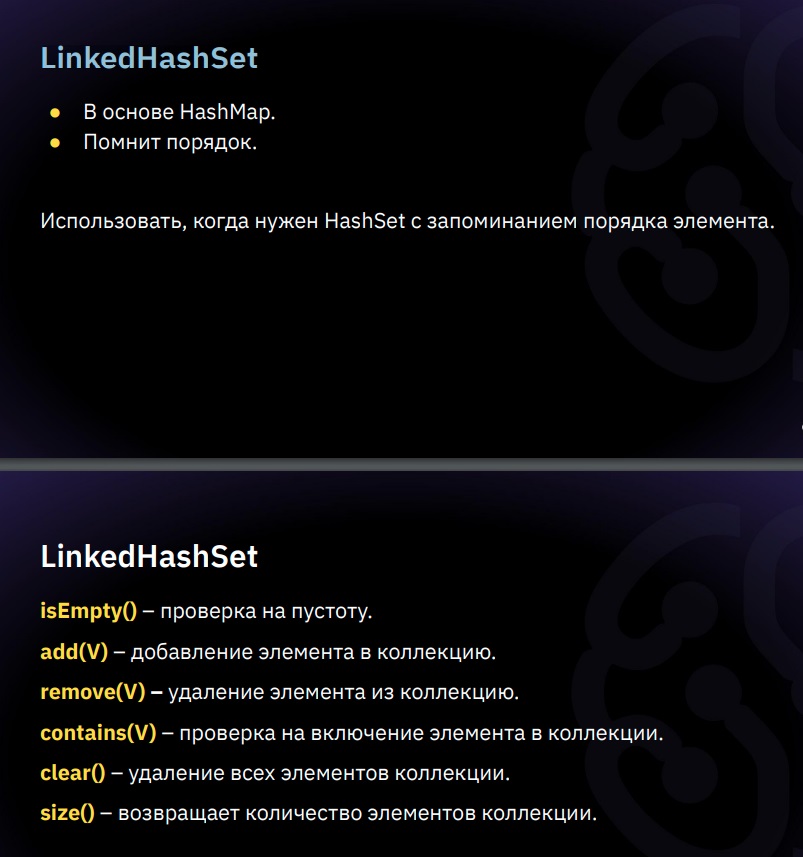 LinkedHashSet
● В основе HashMap.
● Помнит порядок.
Использовать, когда нужен HashSet с запоминанием порядка элемента.
LinkedHashSet
isEmpty() – проверка на пустоту.
add(V) – добавление элемента в коллекцию.
remove(V) – удаление элемента из коллекцию.
contains(V) – проверка на включение элемента в коллекции.
clear() – удаление всех элементов коллекции.
size() – возвращает количество элементов коллекции.